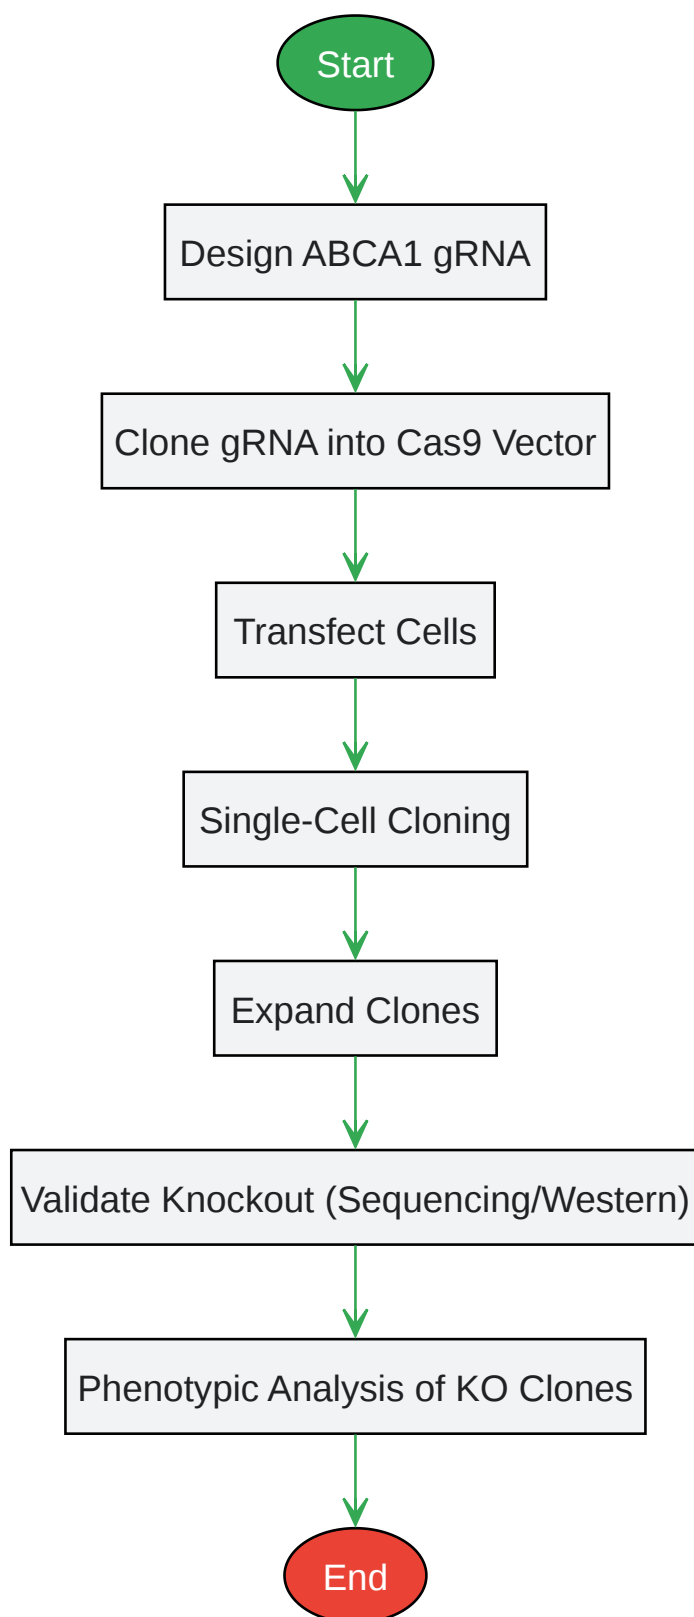 Start
Design ABCA1 gRNA
Clone gRNA into Cas9 Vector
Transfect Cells
Single-Cell Cloning
Expand Clones
Validate Knockout (Sequencing/Western)
Phenotypic Analysis of KO Clones
End